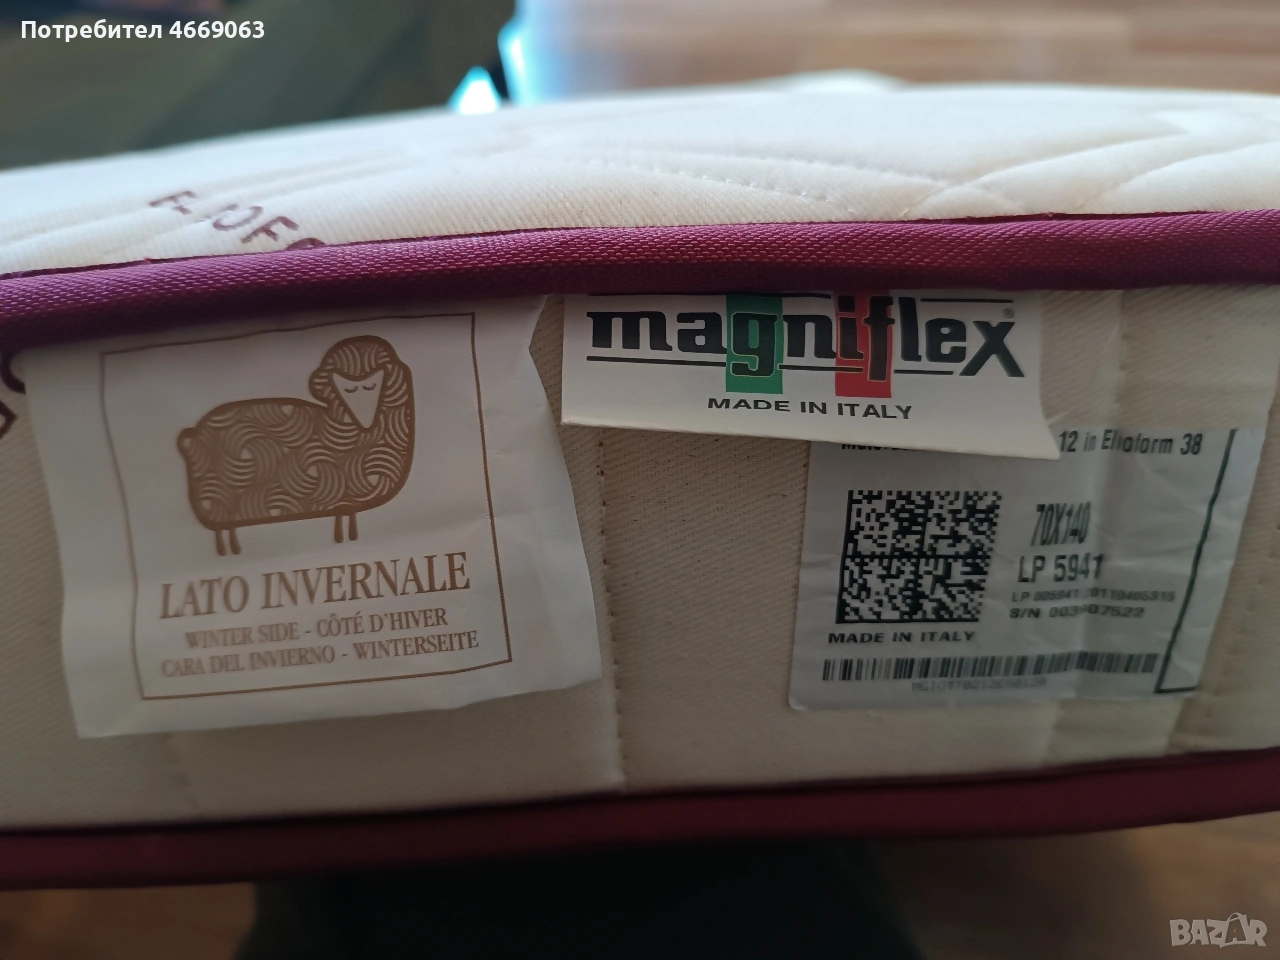 Потребител 4669063
magniflex®
MADE IN ITALY
LATO INVERNALE
WINTER SIDE - CÔTÉ D'HIVER
CARA DEL INVIERNO - WINTERSEITE
12 in Elioform 38
70X140
LP 5941
S/N
MADE IN ITALY
BAZAR